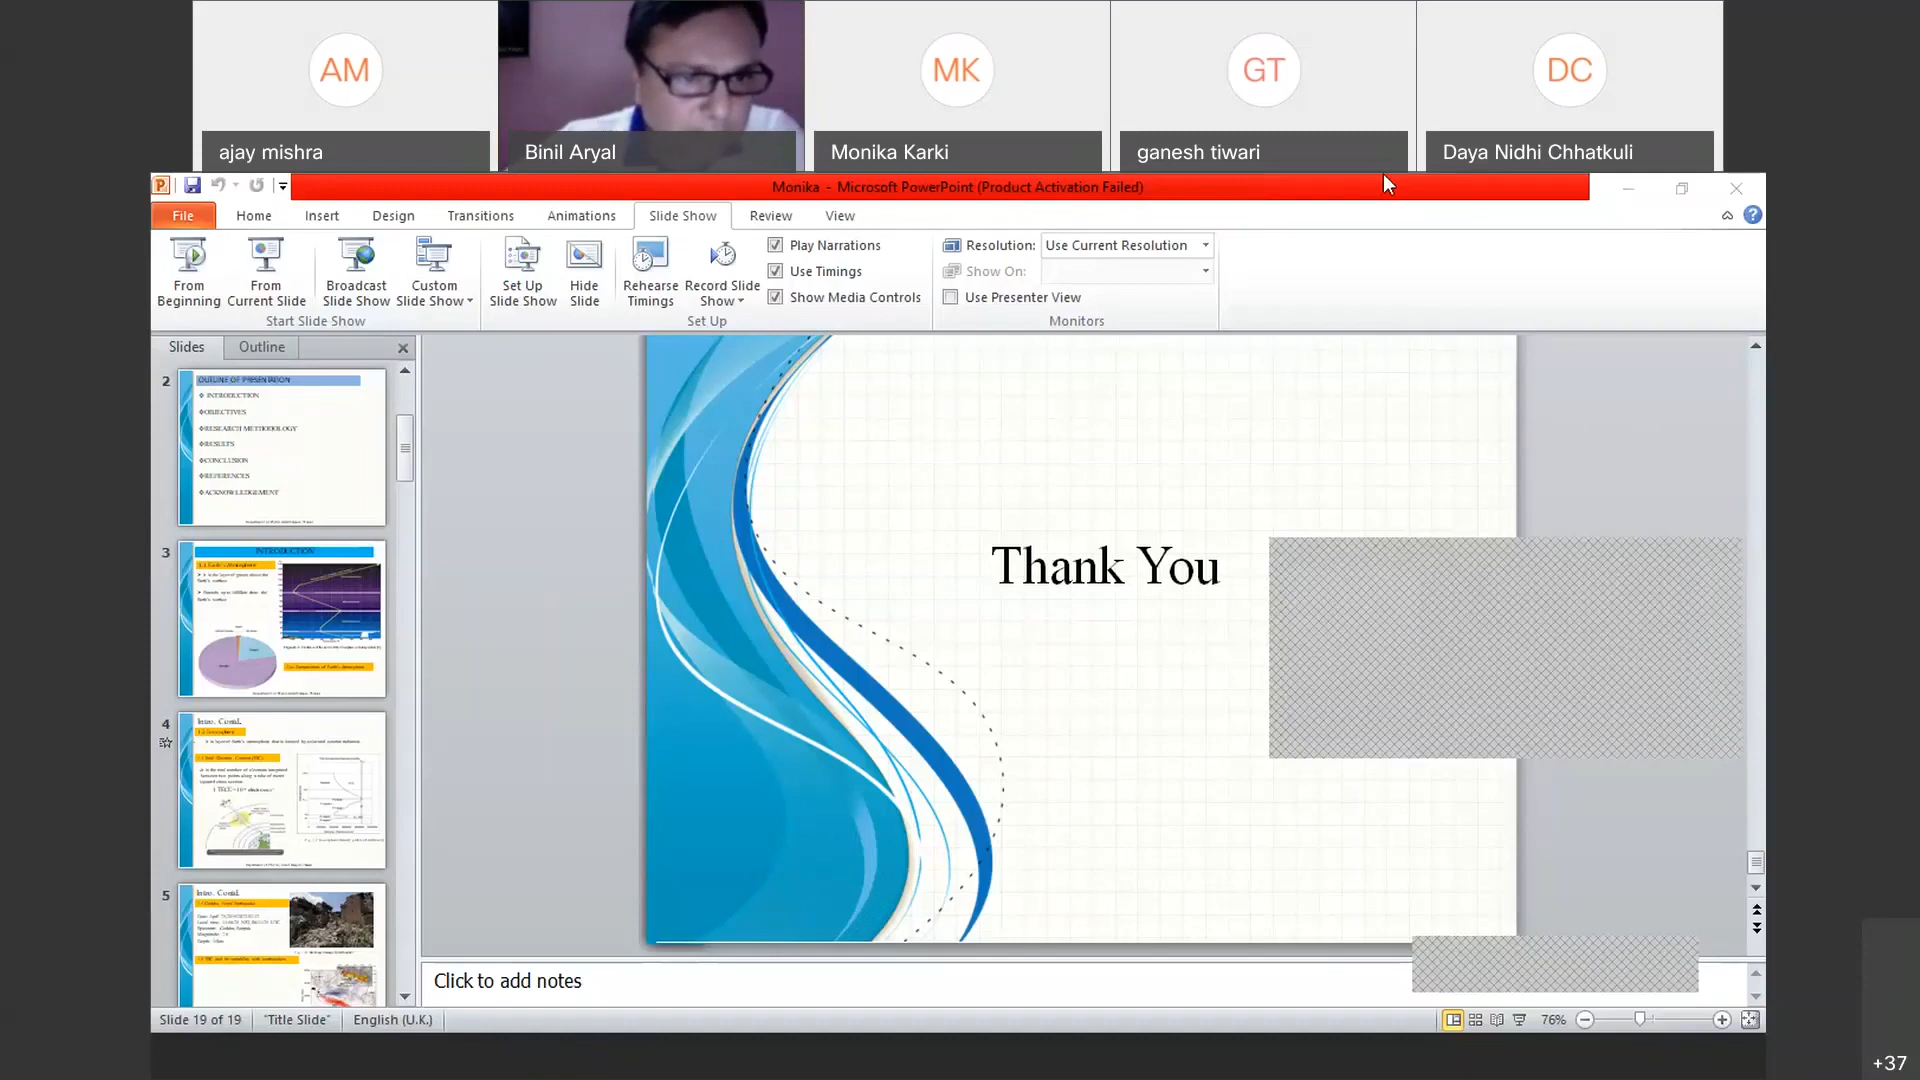 AM
MK
GT
DC
ajay mishra
Binil Aryal
Monika Karki
ganesh tiwari
Daya Nidhi Chhatkuli
Monika - Microsoft PowerPoint (Product Activation Failed)
File
Home
Insert
Design
Transitions
Animations
Slide Show
Review
View
From Beginning
From Current Slide
Broadcast Slide Show
Custom Slide Show
Set Up Slide Show
Hide Slide
Rehearse Timings
Record Slide Show
Play Narrations
Use Timings
Show Media Controls
Resolution: Use Current Resolution
Show On:
Use Presenter View
Start Slide Show
Set Up
Monitors
Slides
Outline
2
OUTLINE OF PRESENTATION
INTRODUCTION
OBJECTIVES
RESEARCH METHODOLOGY
RESULTS
CONCLUSION
REFERENCES
ACKNOWLEDGEMENT
3
INTRODUCTION
4
Intro. Contd.
5
Intro. Contd.
Thank You
Click to add notes
Slide 19 of 19
"Title Slide"
English (U.K.)
76%
+37